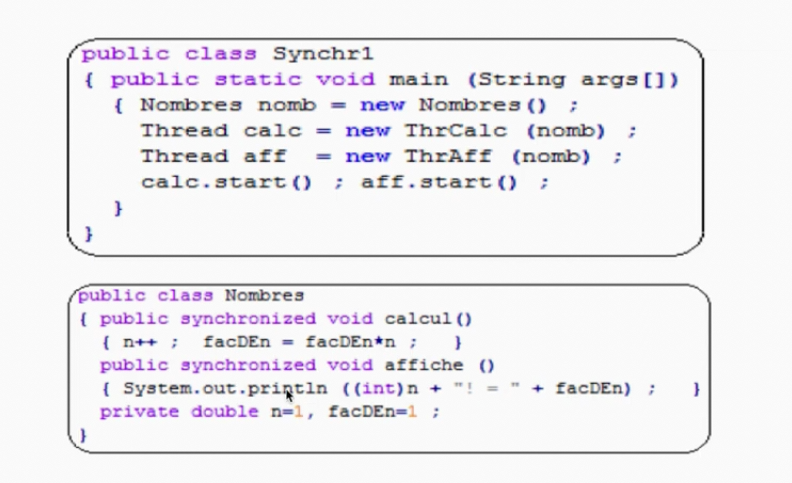 public class Synchr1
{ public static void main (String args[])
{ Nombres nomb = new Nombres() ;
Thread calc = new ThrCalc (nomb) ;
Thread aff = new ThrAff (nomb) ;
calc.start() ; aff.start() ;
}
}
public class Nombres
{ public synchronized void calcul()
{ n++ ; facDEn = facDEn*n ; }
public synchronized void affiche ()
{ System.out.println ((int)n + "! = " + facDEn) ; }
private double n=1, facDEn=1 ;
}